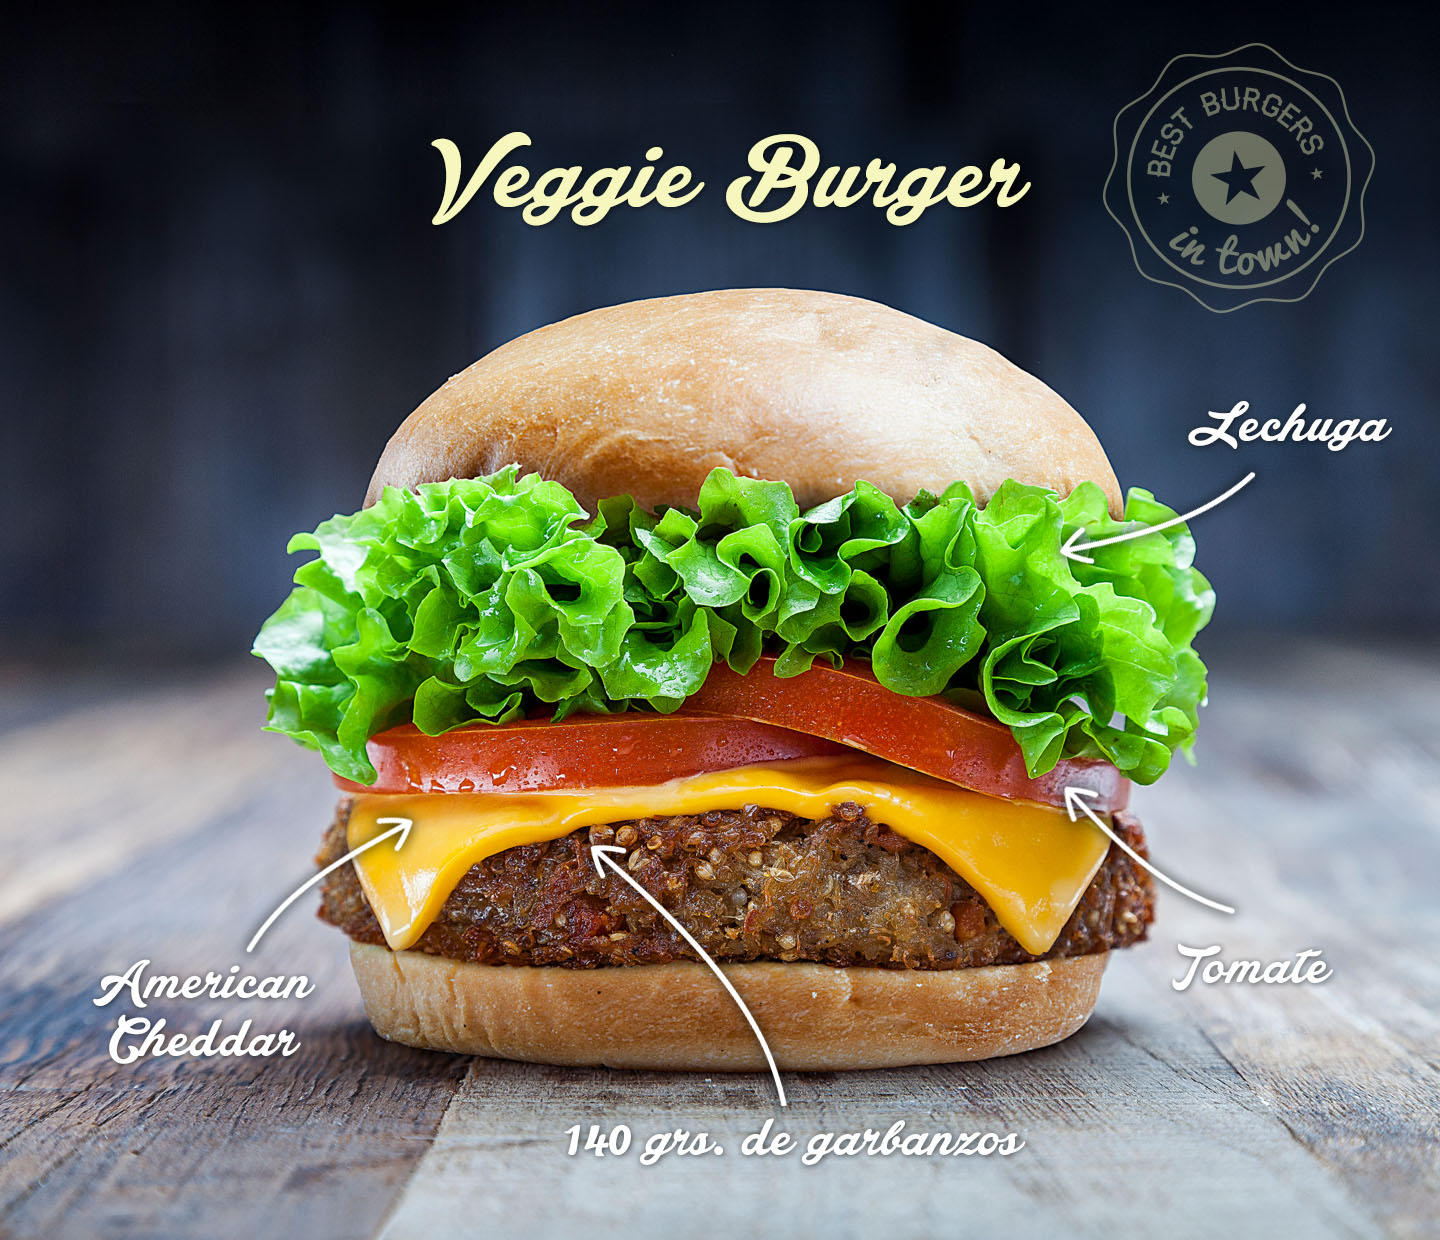 Veggie Burger
BEST BURGERS
in town!
Lechuga
American
Cheddar
Tomate
140 grs. de garbanzos